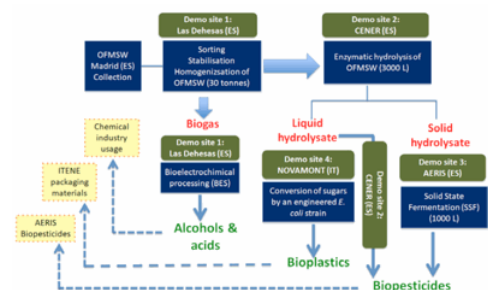 Demo site 1:
Las Dehesas (ES)
Demo site 2:
CENER (ES)
OFMSW
Madrid (ES)
Collection
Sorting
Stabilisation
Homogenizsation of
OFMSW (30 tonnes)
Enzymatic hydrolysis of
OFMSW (3000 L)
Biogas
Liquid
hydrolysate
Solid
hydrolysate
Chemical
industry
usage
Demo site 1:
Las Dehesas (ES)
Bioelectrochimical
processing (BES)
Demo site 4:
NOVAMONT (IT)
Conversion of sugars
by an engineered E.
coli strain
Demo site 2:
CENER (ES)
Demo site 3:
AERIS (ES)
Solid State
Fermentation (SSF)
(1000 L)
ITENE
packaging
materials
AERIS
Biopesticides
Alcohols &
acids
Bioplastics
Biopesticides